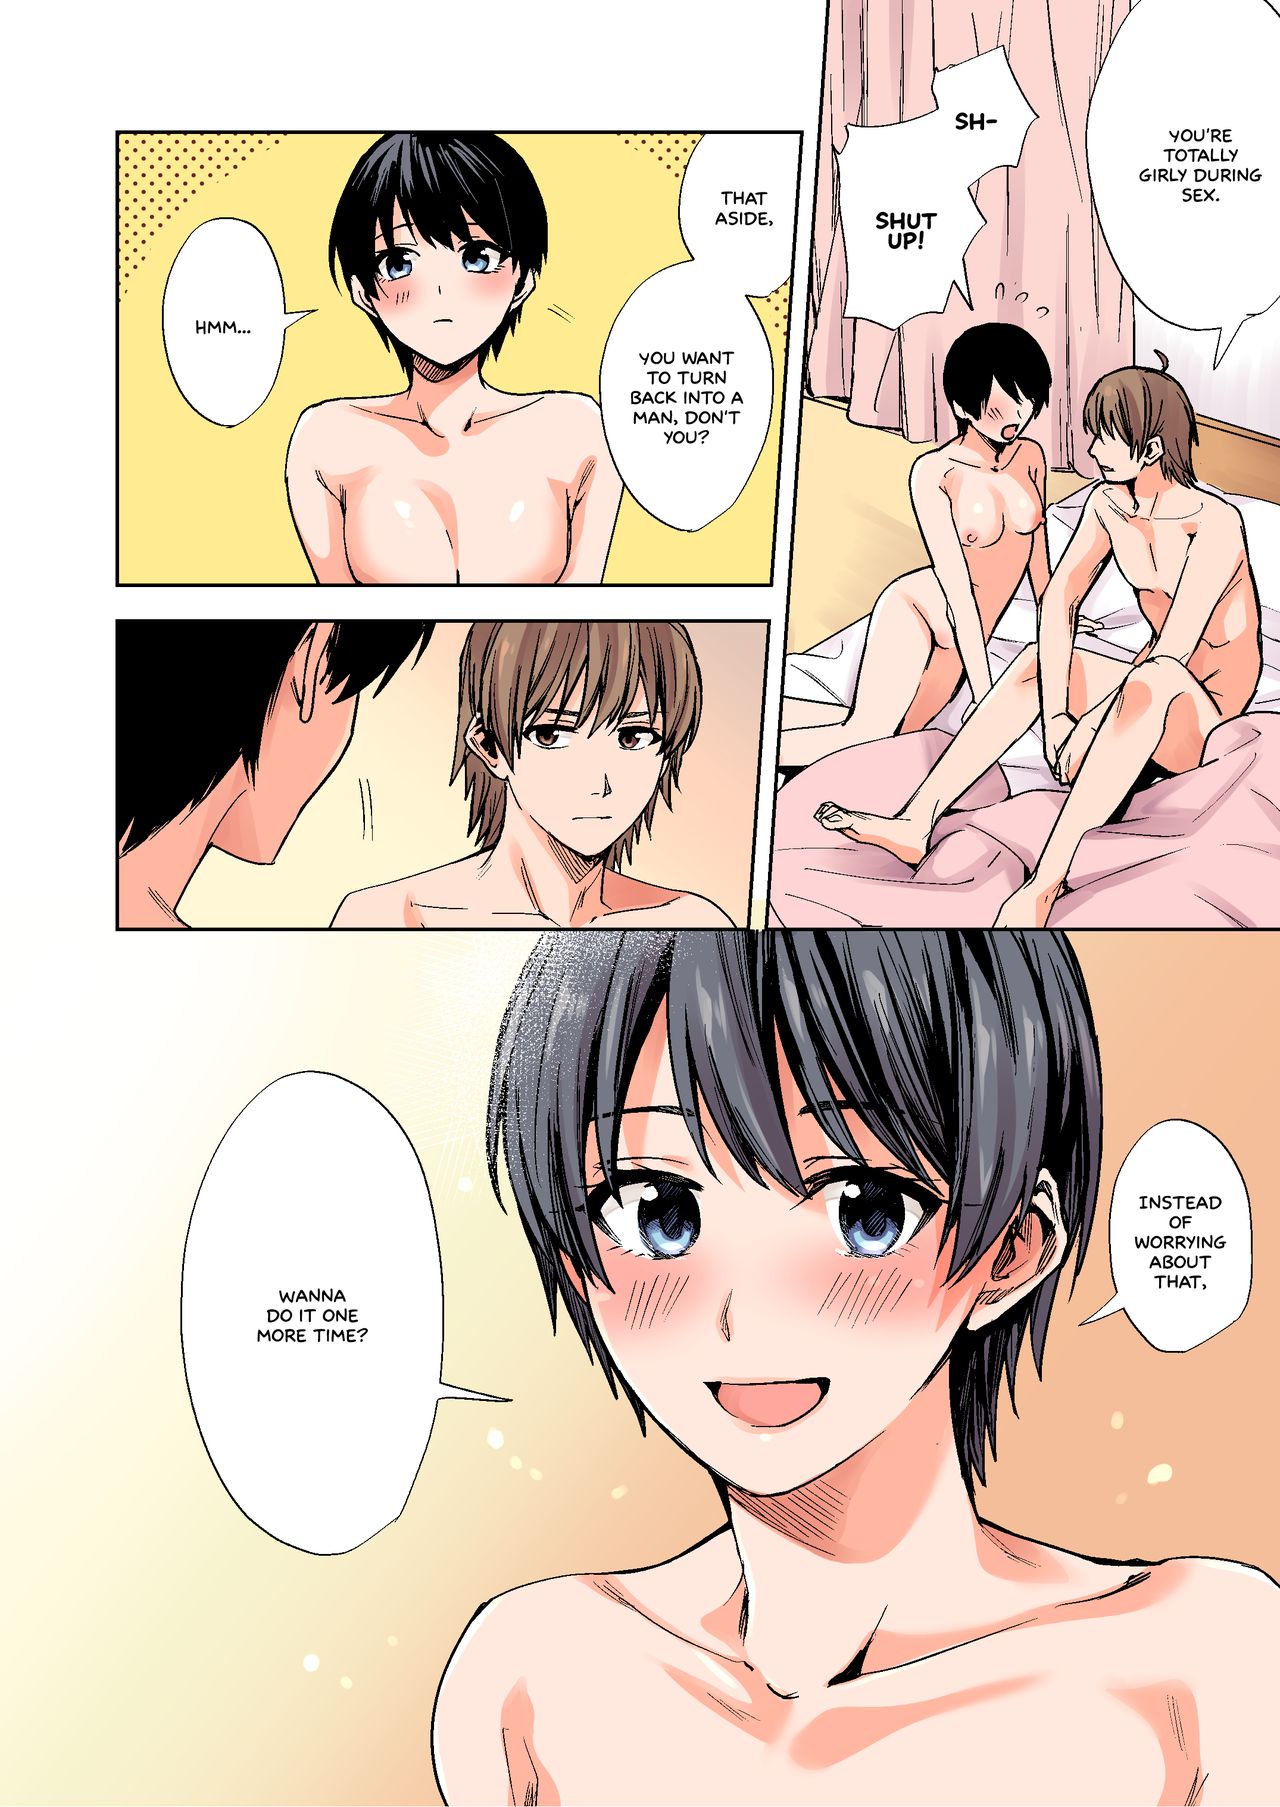 YOU'RE
TOTALLY
GIRLY DURING
SEX.
SH-
SHUT
UP!
THAT
ASIDE,
YOU WANT
TO TURN
BACK INTO A
MAN, DON'T
YOU?
HMM...
INSTEAD
OF
WORRYING
ABOUT
THAT,
WANNA
DO IT ONE
MORE TIME?